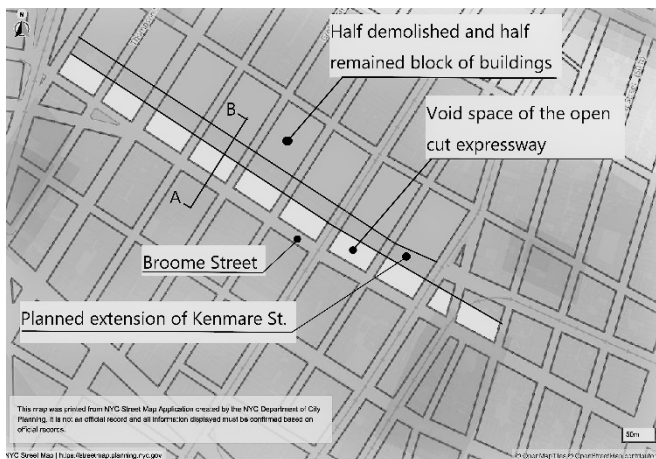 N
Half demolished and half
remained block of buildings
Void space of the open
cut expressway
B
A
Broome Street
Planned extension of Kenmare St.
This map was printed from NYC Street Map Application created by the NYC Department of City
Planning. It is not an official record and all information displayed must be confirmed based on
official records.
50m
NYC Street Map | https://streetmap.planning.nyc.gov
© OpenMapTiles © OpenStreetMap contributors